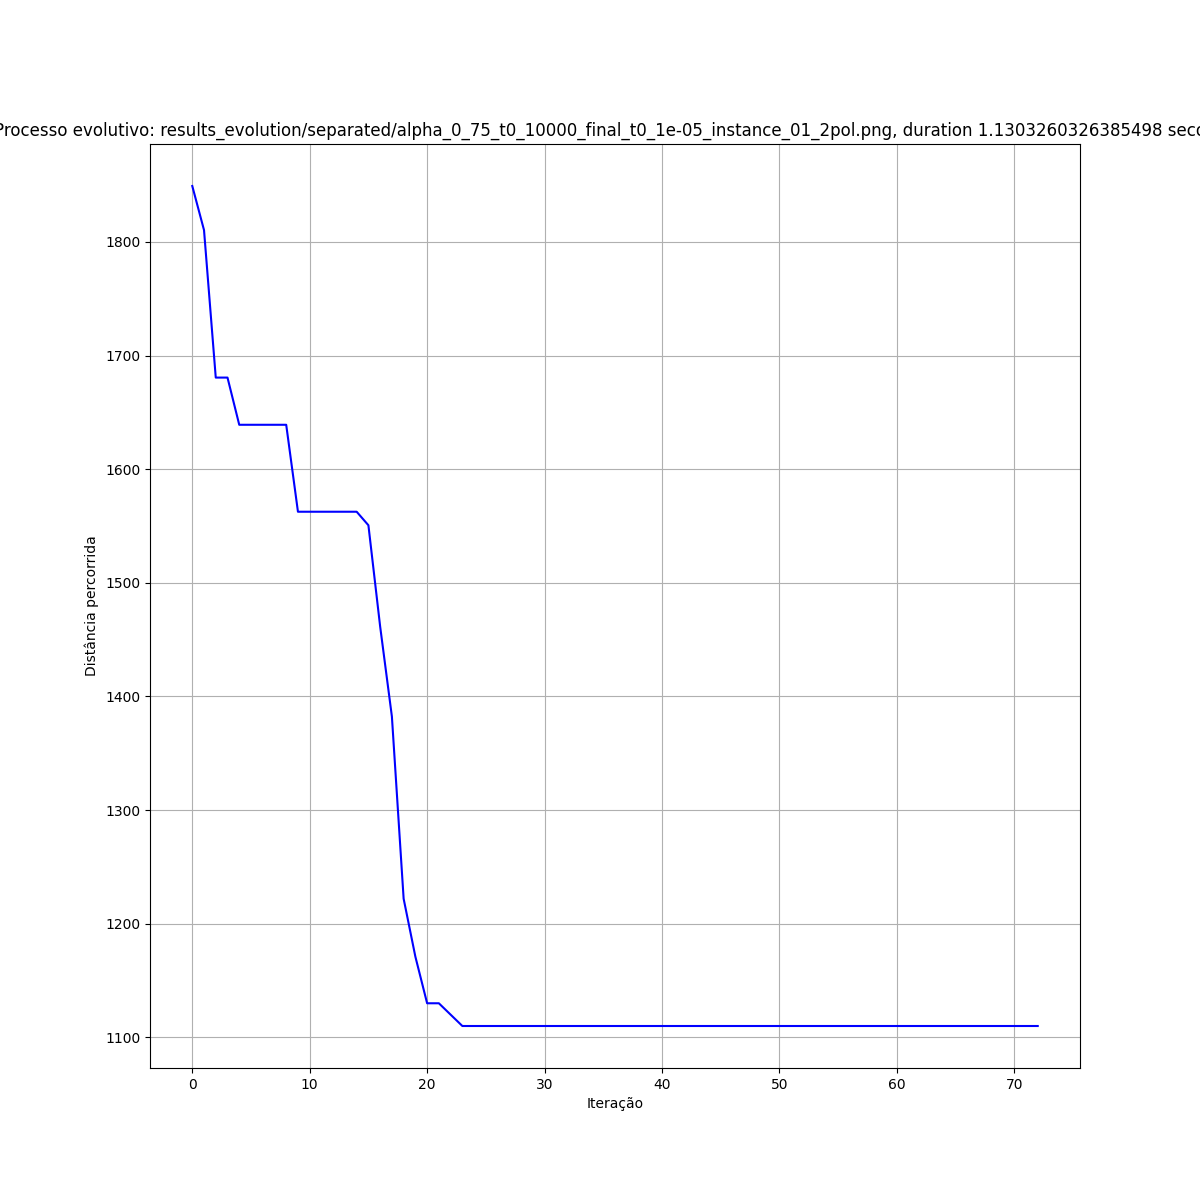 Processo evolutivo: results_evolution/separated/alpha_0_75_t0_10000_final_t0_1e-05_instance_01_2pol.png, duration 1.1303260326385498 seco
1800
1700
1600
1500
1400
1300
1200
1100
Distância percorrida
0 10 20 30 40 50 60 70
Iteração